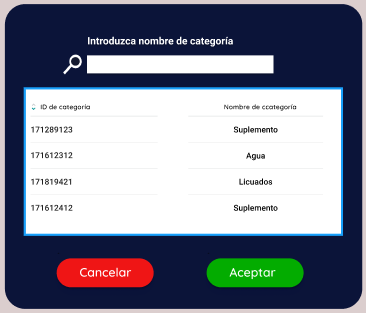 Introduzca nombre de categoría
ID de categoría Nombre de ccategoría
171289123 Suplemento
171612312 Agua
171819421 Licuados
171612412 Suplemento
Cancelar Aceptar